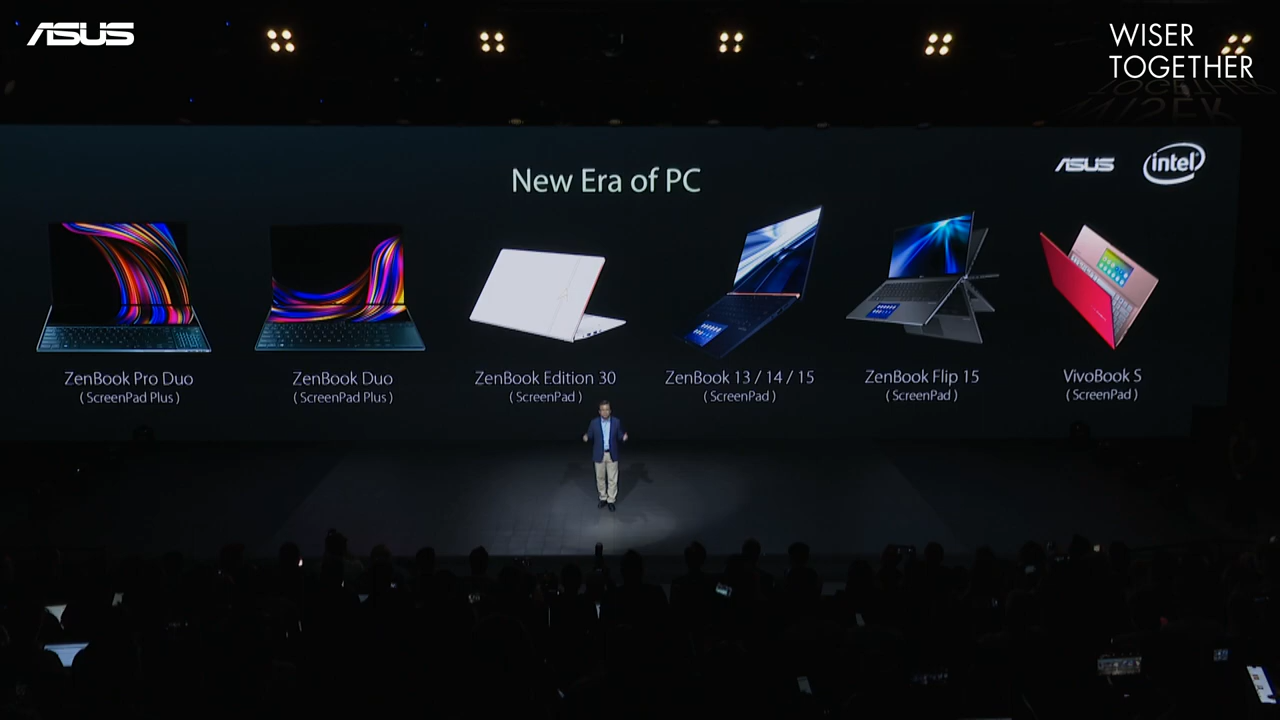 ASUS
WISER
TOGETHER
New Era of PC
ASUS
intel
ZenBook Pro Duo
( ScreenPad Plus )
ZenBook Duo
( ScreenPad Plus )
ZenBook Edition 30
( ScreenPad )
ZenBook 13 / 14 / 15
( ScreenPad )
ZenBook Flip 15
( ScreenPad )
VivoBook S
( ScreenPad )